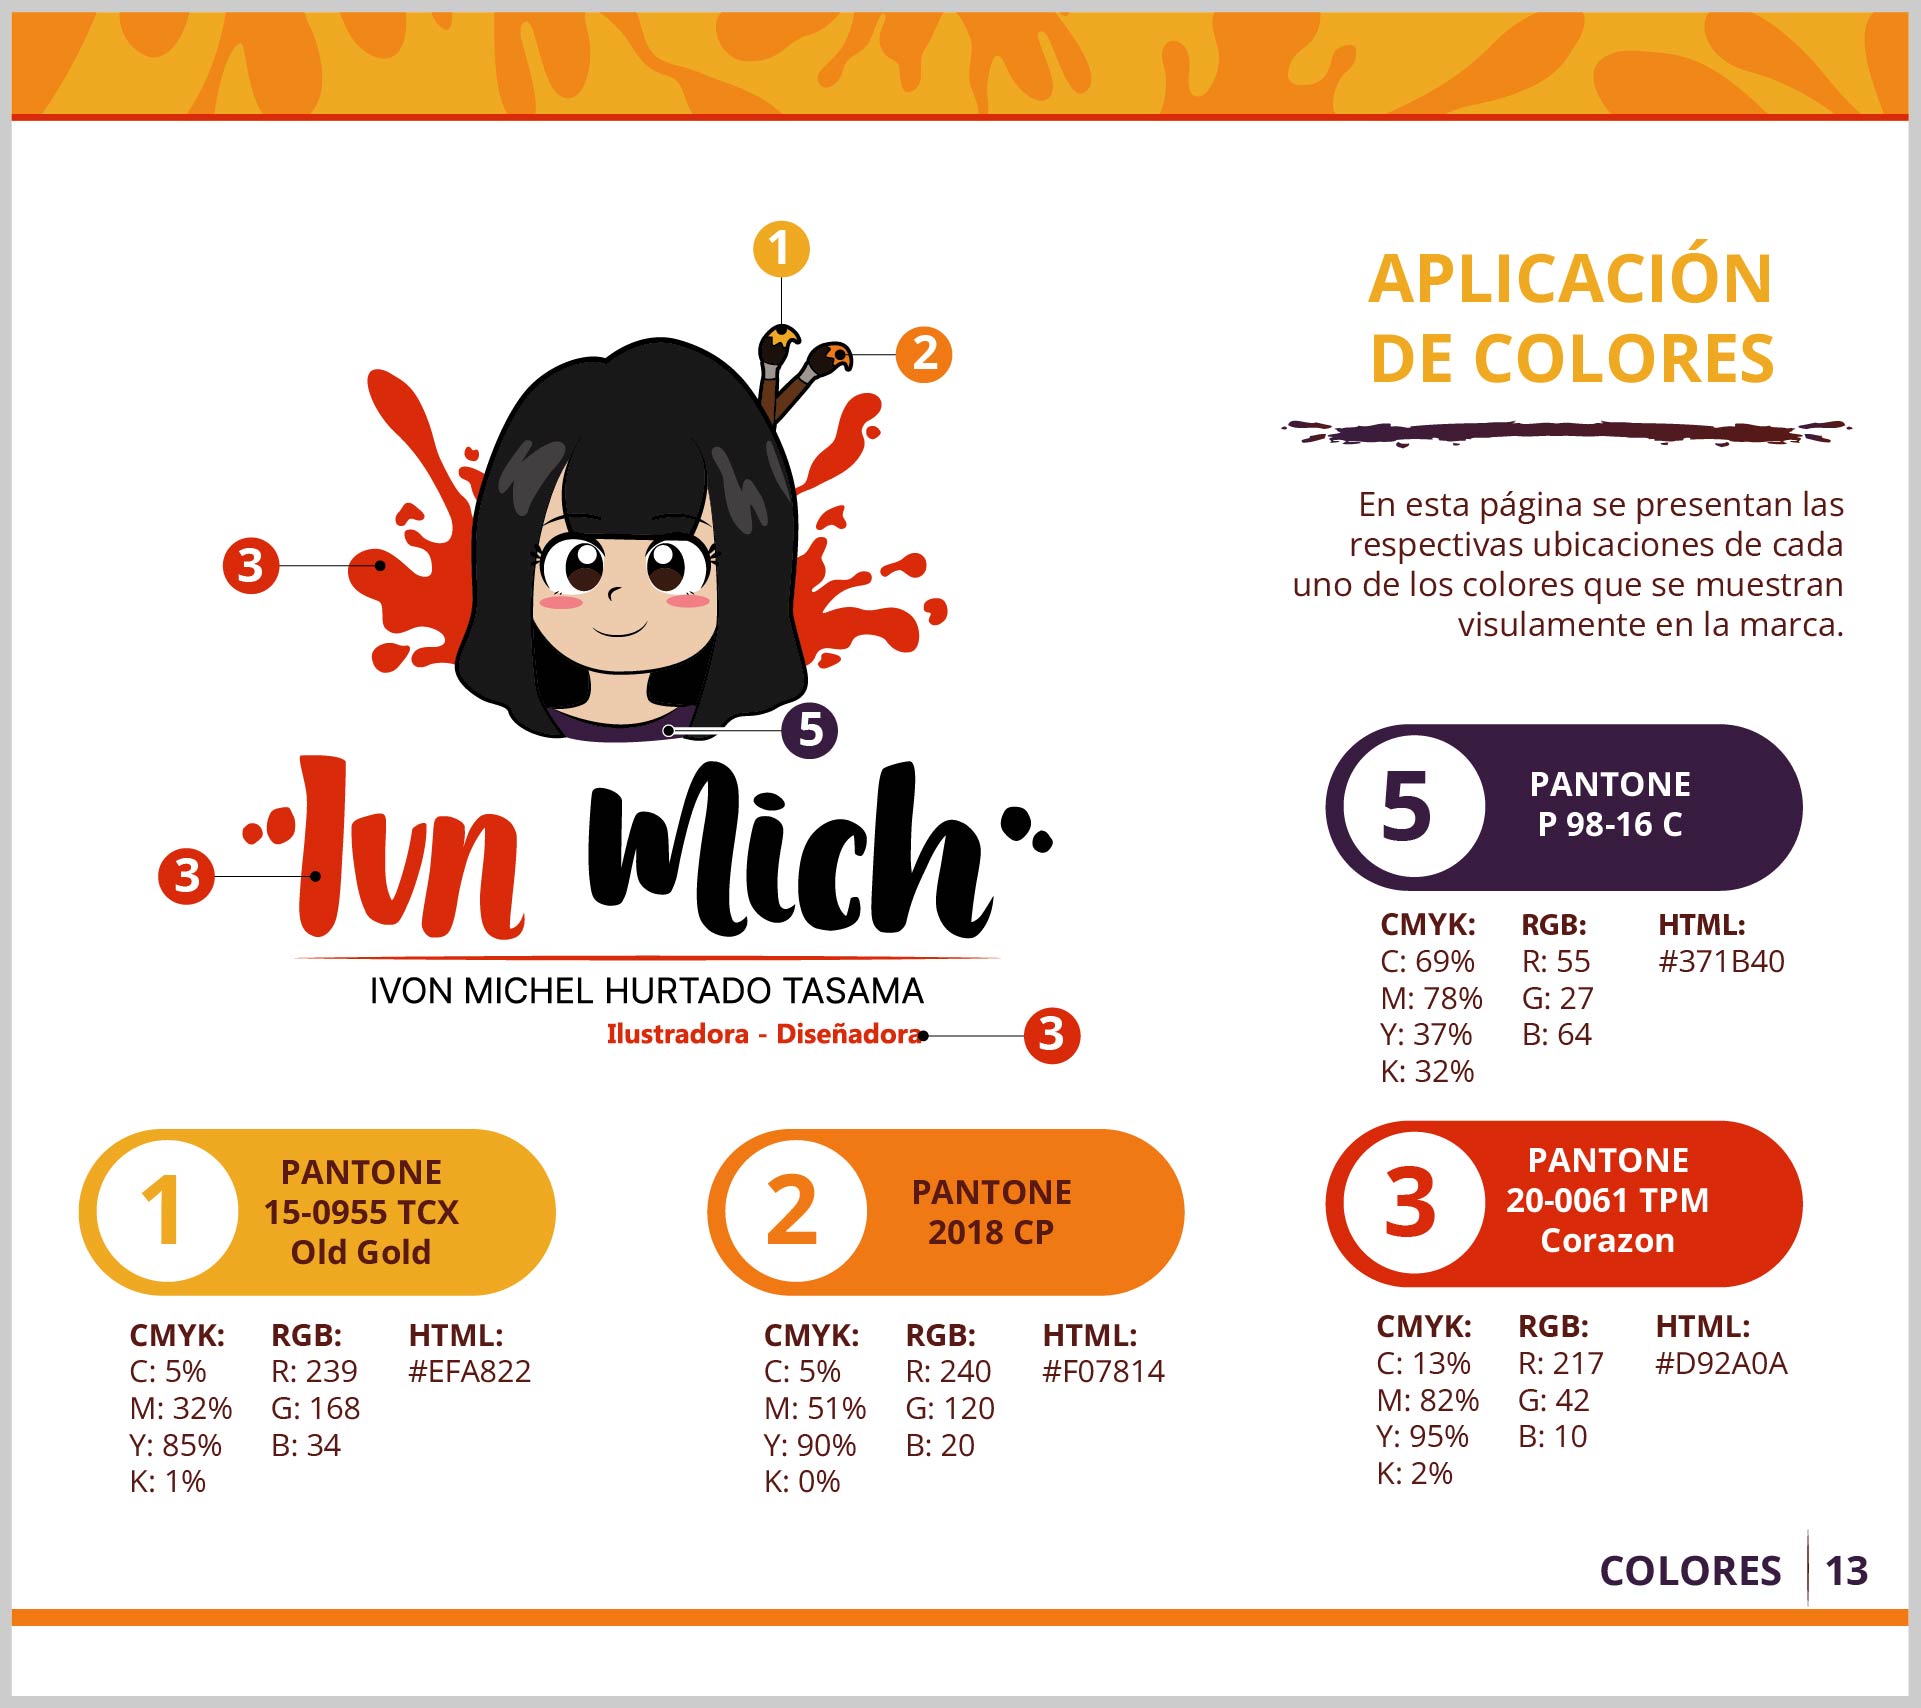 1
2
3
5
Ivn Mich
3
IVON MICHEL HURTADO TASAMA
Ilustradora - Diseñadora
3
APLICACIÓN
DE COLORES
En esta página se presentan las
respectivas ubicaciones de cada
uno de los colores que se muestran
visulamente en la marca.
5
PANTONE
P 98-16 C
CMYK: RGB: HTML:
C: 69% R: 55 #371B40
M: 78% G: 27
Y: 37% B: 64
K: 32%
1
PANTONE
15-0955 TCX
Old Gold
CMYK: RGB: HTML:
C: 5% R: 239 #EFA822
M: 32% G: 168
Y: 85% B: 34
K: 1%
2
PANTONE
2018 CP
CMYK: RGB: HTML:
C: 5% R: 240 #F07814
M: 51% G: 120
Y: 90% B: 20
K: 0%
3
PANTONE
20-0061 TPM
Corazon
CMYK: RGB: HTML:
C: 13% R: 217 #D92A0A
M: 82% G: 42
Y: 95% B: 10
K: 2%
COLORES 13